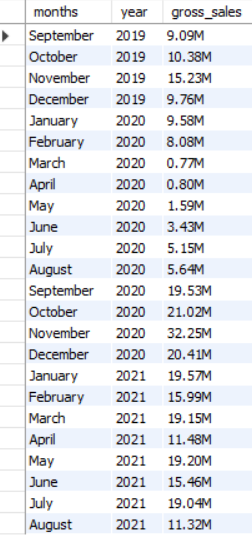 months year gross_sales
September 2019 9.09M
October 2019 10.38M
November 2019 15.23M
December 2019 9.76M
January 2020 9.58M
February 2020 8.08M
March 2020 0.77M
April 2020 0.80M
May 2020 1.59M
June 2020 3.43M
July 2020 5.15M
August 2020 5.64M
September 2020 19.53M
October 2020 21.02M
November 2020 32.25M
December 2020 20.41M
January 2021 19.57M
February 2021 15.99M
March 2021 19.15M
April 2021 11.48M
May 2021 19.20M
June 2021 15.46M
July 2021 19.04M
August 2021 11.32M